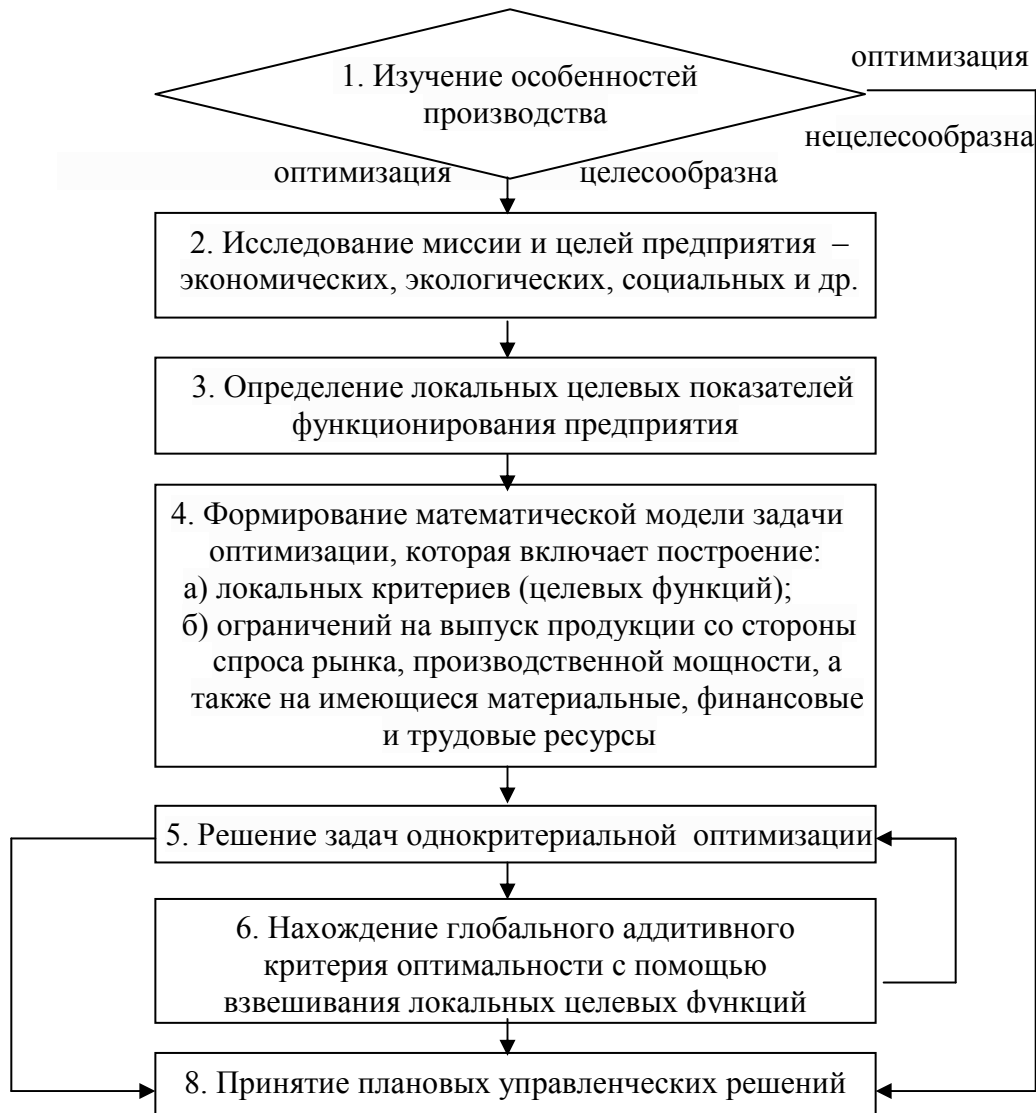 1. Изучение особенностей
производства
оптимизация
нецелесообразна
оптимизация целесообразна
2. Исследование миссии и целей предприятия –
экономических, экологических, социальных и др.
3. Определение локальных целевых показателей
функционирования предприятия
4. Формирование математической модели задачи
оптимизации, которая включает построение:
а) локальных критериев (целевых функций);
б) ограничений на выпуск продукции со стороны
спроса рынка, производственной мощности, а
также на имеющиеся материальные, финансовые
и трудовые ресурсы
5. Решение задач однокритериальной оптимизации
6. Нахождение глобального аддитивного
критерия оптимальности с помощью
взвешивания локальных целевых функций
8. Принятие плановых управленческих решений